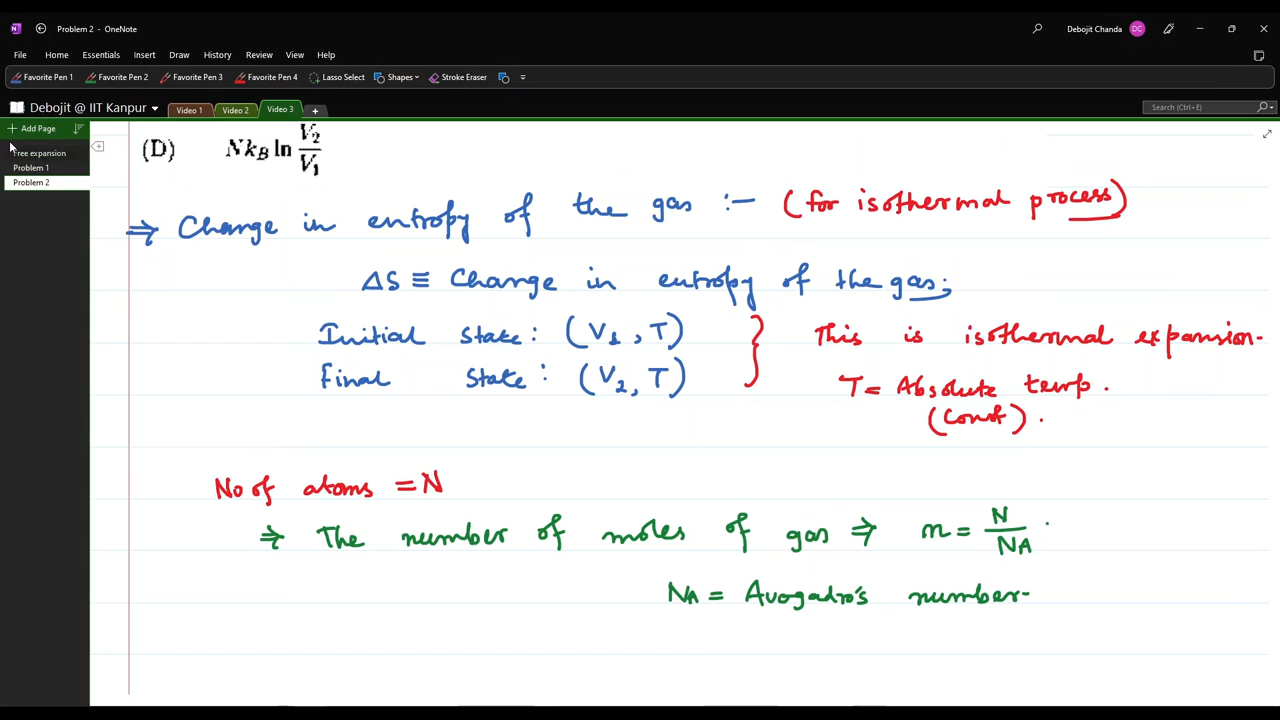 Problem 2 - OneNote
Debojit Chanda DC
File Home Essentials Insert Draw History Review View Help
Favorite Pen 1 Favorite Pen 2 Favorite Pen 3 Favorite Pen 4 Lasso Select Shapes Stroke Eraser
Debojit @ IIT Kanpur Video 1 Video 2 Video 3 + Search (Ctrl+E)
+ Add Page
Free expansion
Problem 1
Problem 2
(D) Nk_B ln V₂/V₁
⇒ Change in entropy of the gas :- (for isothermal process)
ΔS ≡ Change in entropy of the gas;
Initial state: (V₁, T) } This is isothermal expansion.
Final state: (V₂, T) T = Absolute temp.
(Const).
No of atoms = N
⇒ The number of moles of gas ⇒ n = N/N_A.
N_A = Avogadro's number.